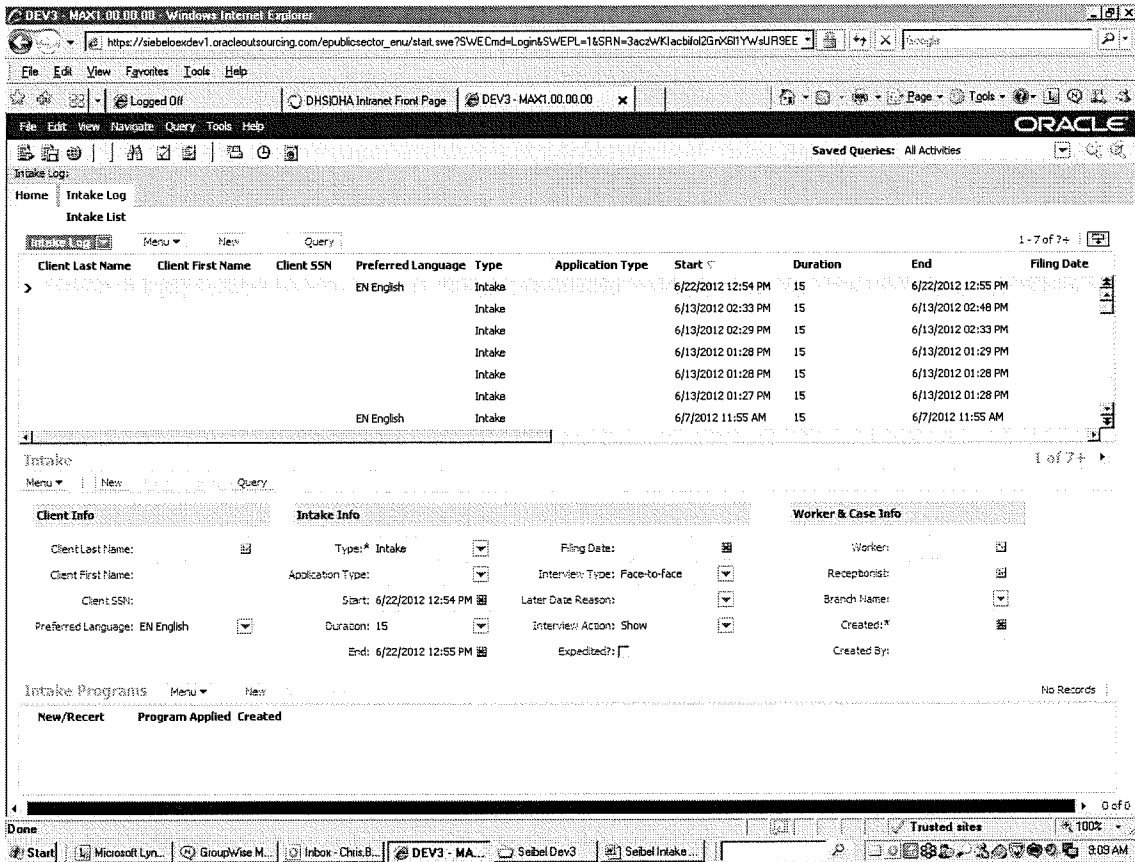 DEV3 - MAX1.00.00.00 - Windows Internet Explorer
File Edit View Favorites Tools Help
Logged Off DHS|OHA Intranet Front Page DEV3 - MAX1.00.00.00 Page Tools
File Edit View Navigate Query Tools Help ORACLE
Saved Queries: All Activities
Intake Log:
Home Intake Log
Intake List
Intake Log Menu New Query 1 - 7 of 7+
Client Last Name Client First Name Client SSN Preferred Language Type Application Type Start Duration End Filing Date
EN English Intake 6/22/2012 12:54 PM 15 6/22/2012 12:55 PM
Intake 6/13/2012 02:33 PM 15 6/13/2012 02:48 PM
Intake 6/13/2012 02:29 PM 15 6/13/2012 02:33 PM
Intake 6/13/2012 01:28 PM 15 6/13/2012 01:29 PM
Intake 6/13/2012 01:28 PM 15 6/13/2012 01:28 PM
Intake 6/13/2012 01:27 PM 15 6/13/2012 01:28 PM
EN English Intake 6/7/2012 11:55 AM 15 6/7/2012 11:55 AM
Intake 1 of 7+
Menu New Query
Client Info Intake Info Worker & Case Info
Client Last Name: Type:* Intake Filing Date: Worker:
Client First Name: Application Type: Interview Type: Face-to-face Receptionist:
Client SSN: Start: 6/22/2012 12:54 PM Later Date Reason: Branch Name:
Preferred Language: EN English Duration: 15 Interview Action: Show Created:*
End: 6/22/2012 12:55 PM Expedited?: Created By:
Intake Programs Menu New No Records
New/Recert Program Applied Created
0 of 0
Done Trusted sites 100%
Start Microsoft Lyn... GroupWise M... Inbox - Chris.B... DEV3 - MA... Seibel Dev3 Seibel Intake... 9:09 AM